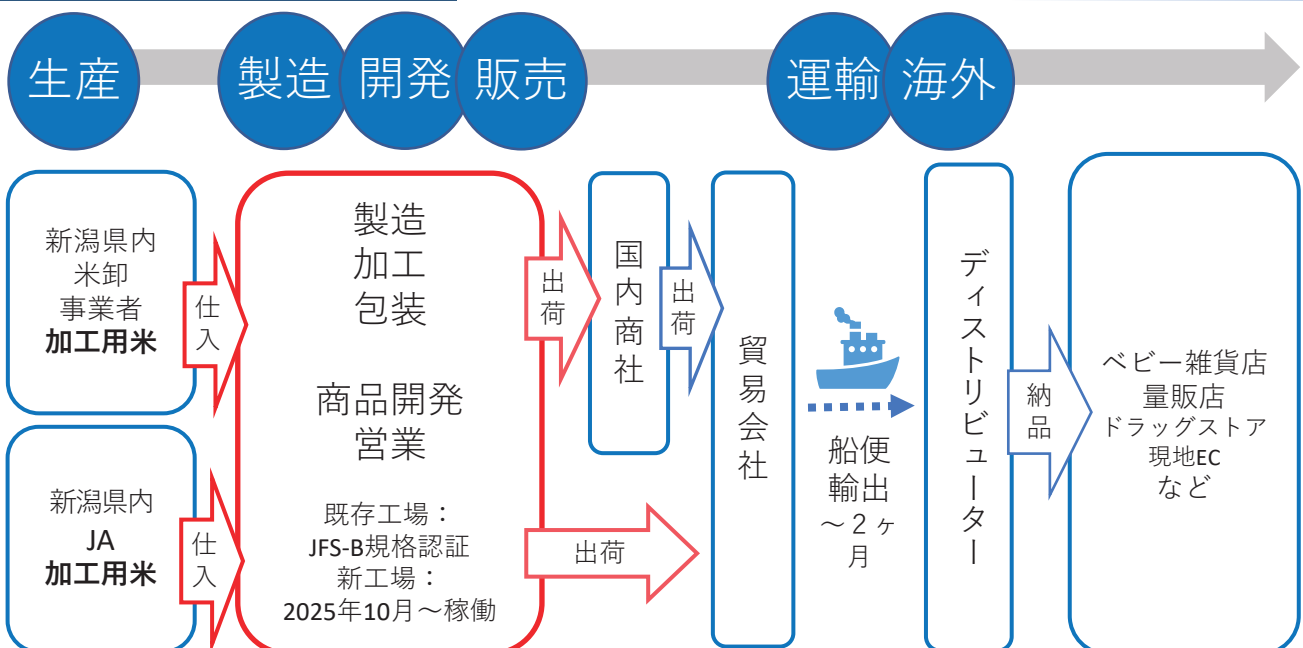 生産
製造
開発
販売
運輸
海外
新潟県内
米卸
事業者
加工用米
仕入
新潟県内
JA
加工用米
仕入
製造
加工
包装
商品開発
営業
既存工場：
JFS-B規格認証
新工場：
2025年10月～稼働
出荷
国内商社
出荷
出荷
貿易会社
船便
輸出
～２ヶ
月
ディストリビューター
納品
ベビー雑貨店
量販店
ドラッグストア
現地EC
など